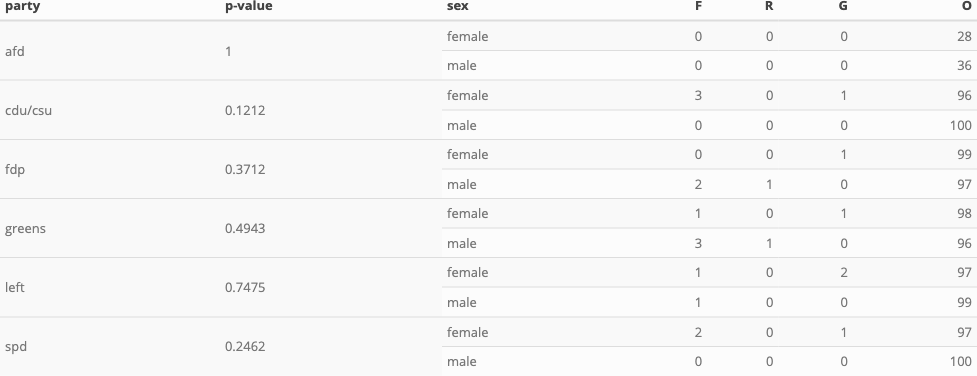 party p-value sex F R G O
female 0 0 0 28
afd 1
male 0 0 0 36
female 3 0 1 96
cdu/csu 0.1212
male 0 0 0 100
female 0 0 1 99
fdp 0.3712
male 2 1 0 97
female 1 0 1 98
greens 0.4943
male 3 1 0 96
female 1 0 2 97
left 0.7475
male 1 0 0 99
female 2 0 1 97
spd 0.2462
male 0 0 0 100